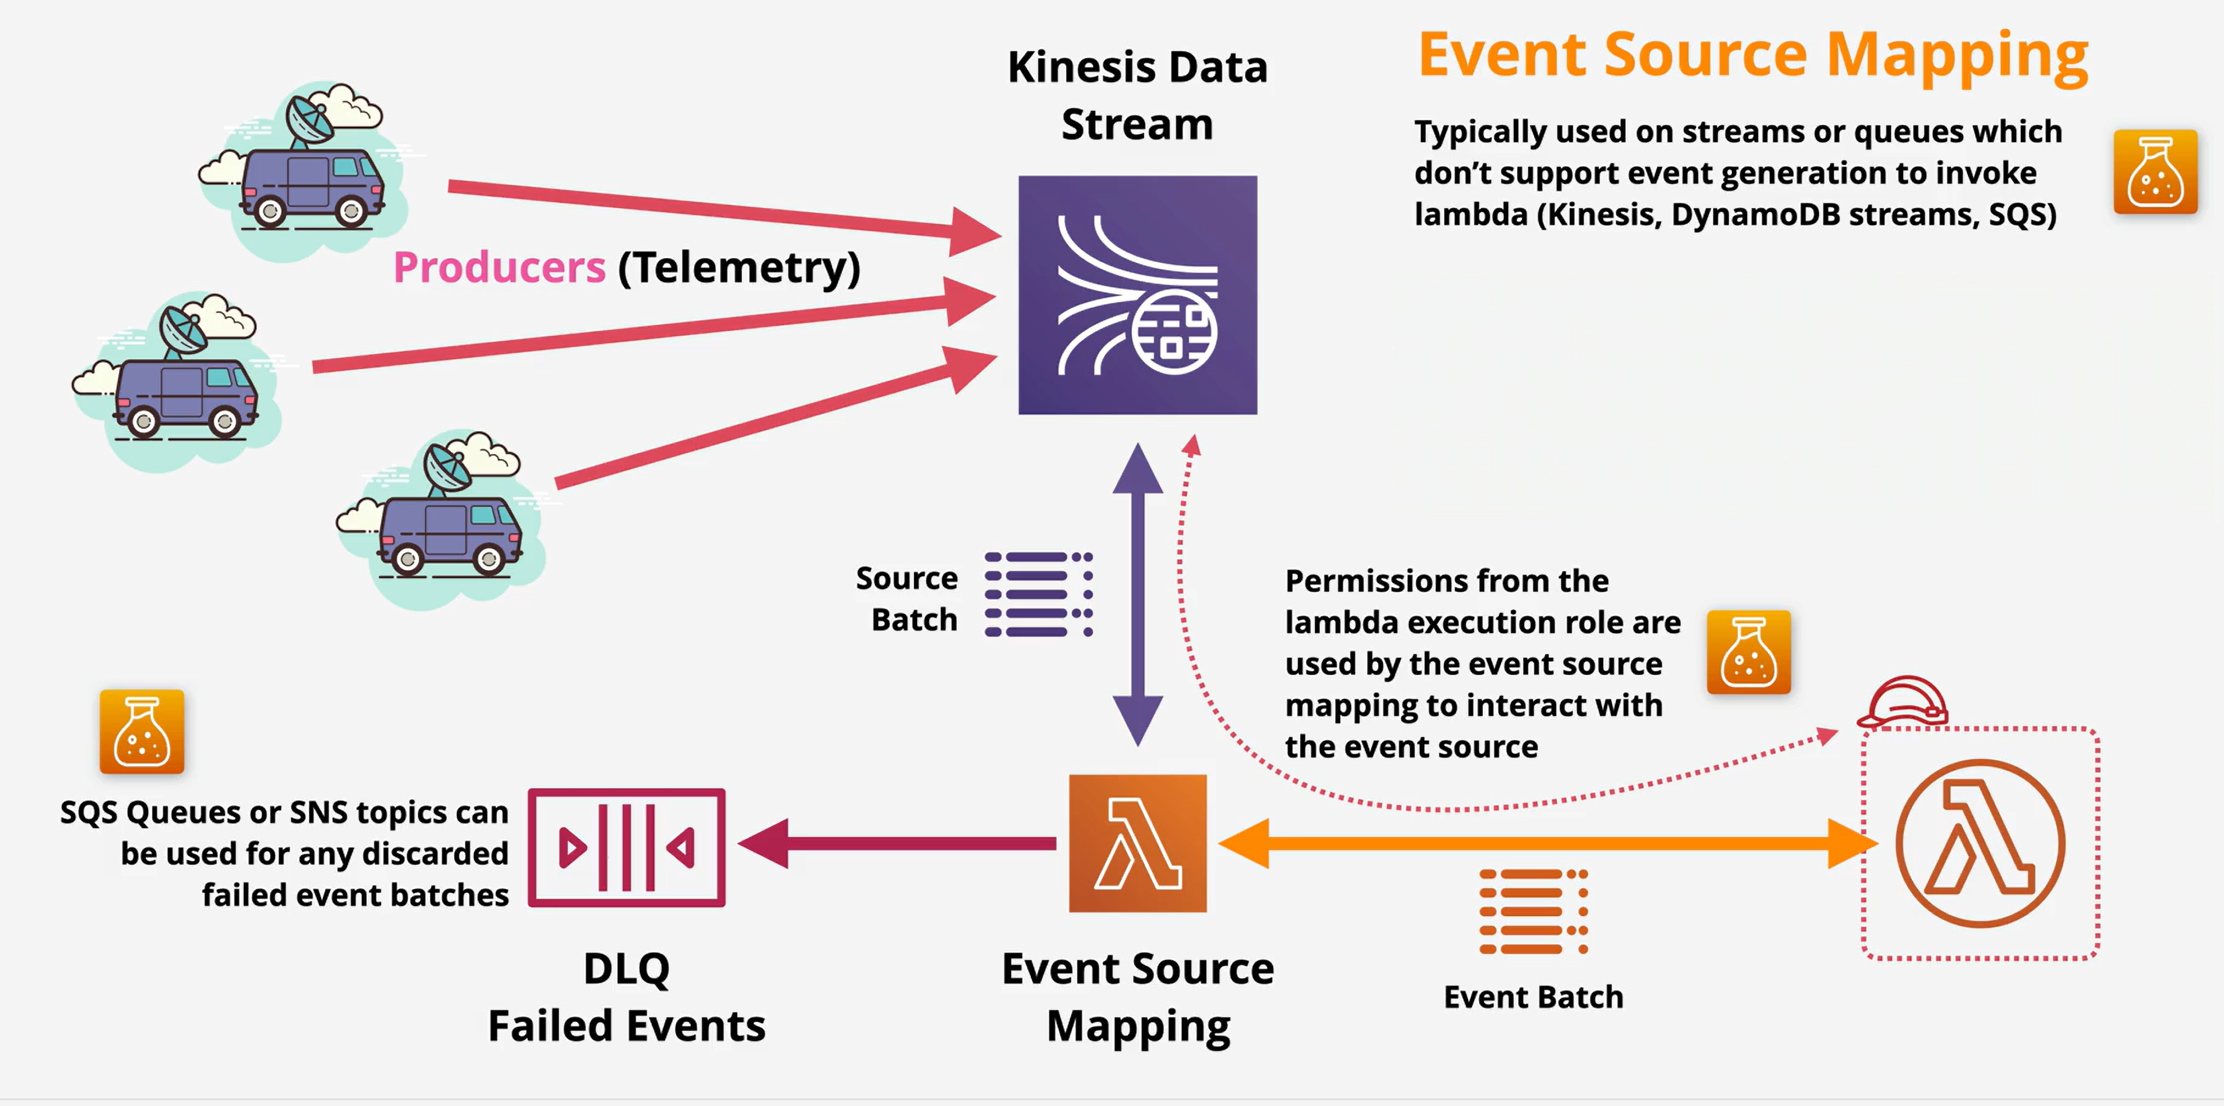 Event Source Mapping
Typically used on streams or queues which
don’t support event generation to invoke
lambda (Kinesis, DynamoDB streams, SQS)
Kinesis Data
Stream
Producers (Telemetry)
Source
Batch
Permissions from the
lambda execution role are
used by the event source
mapping to interact with
the event source
SQS Queues or SNS topics can
be used for any discarded
failed event batches
DLQ
Failed Events
Event Source
Mapping
Event Batch